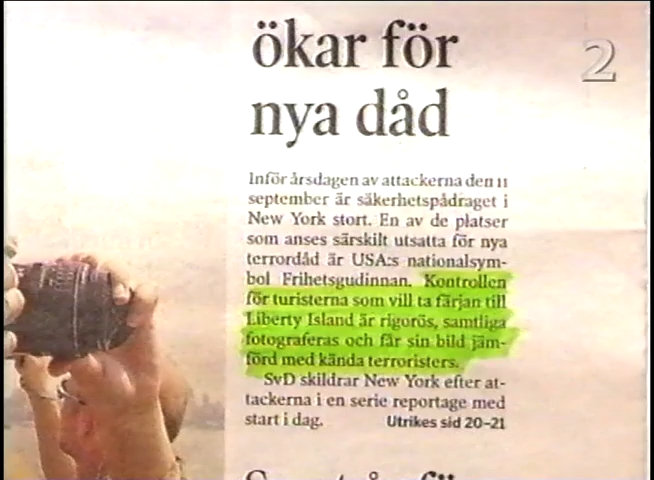 ökar för
nya dåd
2
Inför årsdagen av attackerna den 11
september är säkerhetspådraget i
New York stort. En av de platser
som anses särskilt utsatta för nya
terrordåd är USA:s nationalsym-
bol Frihetsgudinnan. Kontrollen
för turisterna som vill ta färjan till
Liberty Island är rigorös, samtliga
fotograferas och får sin bild jäm-
förd med kända terroristers.
SvD skildrar New York efter at-
tackerna i en serie reportage med
start i dag. Utrikes sid 20–21